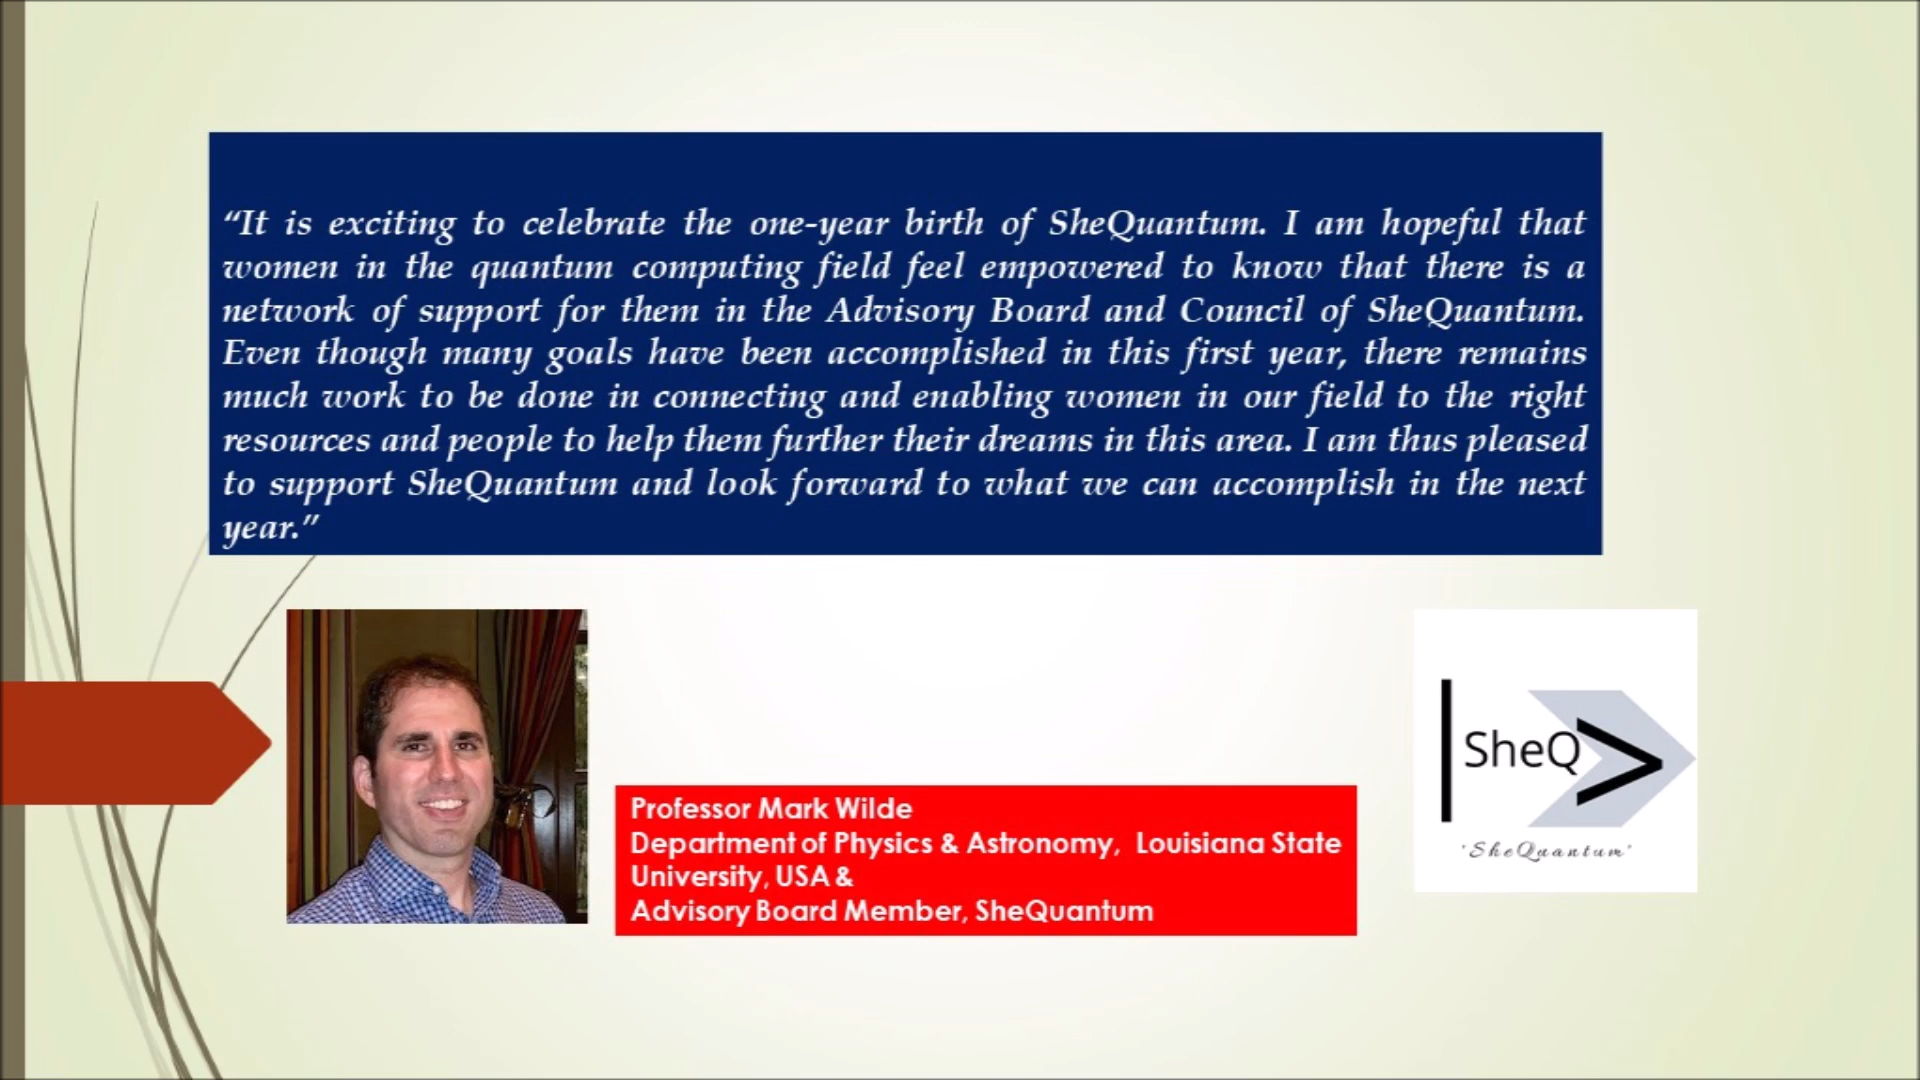 “It is exciting to celebrate the one-year birth of SheQuantum. I am hopeful that
women in the quantum computing field feel empowered to know that there is a
network of support for them in the Advisory Board and Council of SheQuantum.
Even though many goals have been accomplished in this first year, there remains
much work to be done in connecting and enabling women in our field to the right
resources and people to help them further their dreams in this area. I am thus pleased
to support SheQuantum and look forward to what we can accomplish in the next
year.”
Professor Mark Wilde
Department of Physics & Astronomy, Louisiana State
University, USA &
Advisory Board Member, SheQuantum
|SheQ>
'SheQuantum'